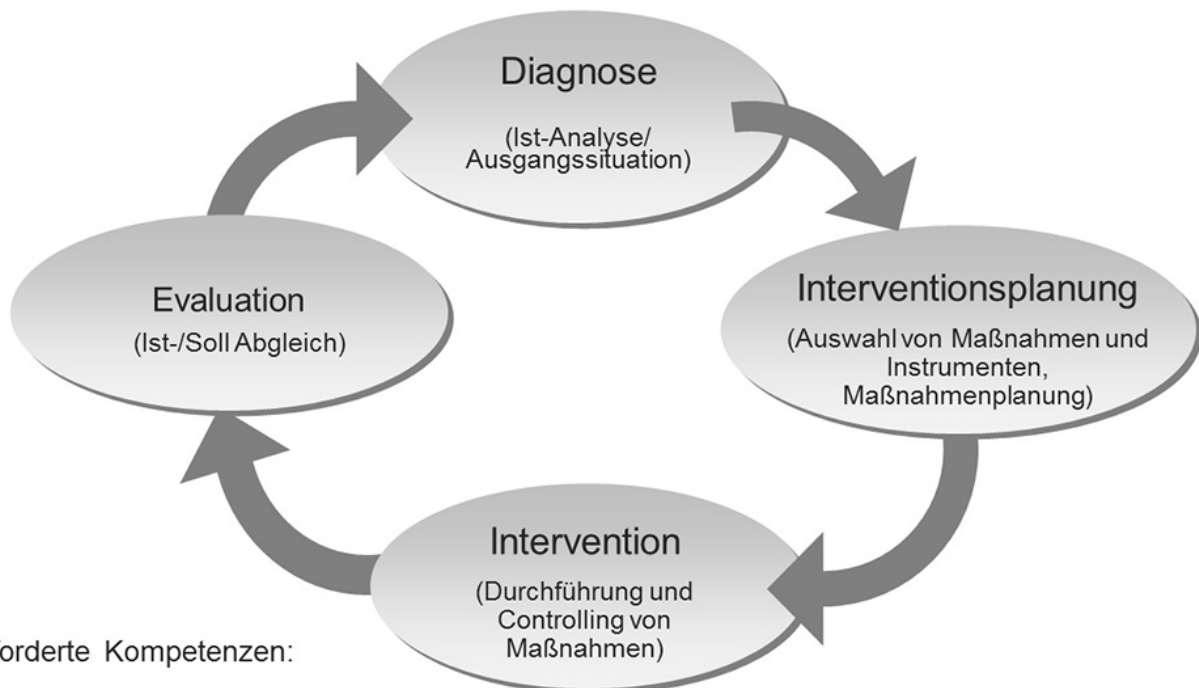 Diagnose
(Ist-Analyse/
Ausgangssituation)
Interventionsplanung
(Auswahl von Maßnahmen und
Instrumenten,
Maßnahmenplanung)
Intervention
(Durchführung und
Controlling von
Maßnahmen)
Evaluation
(Ist-/Soll Abgleich)
Kompetenzen: